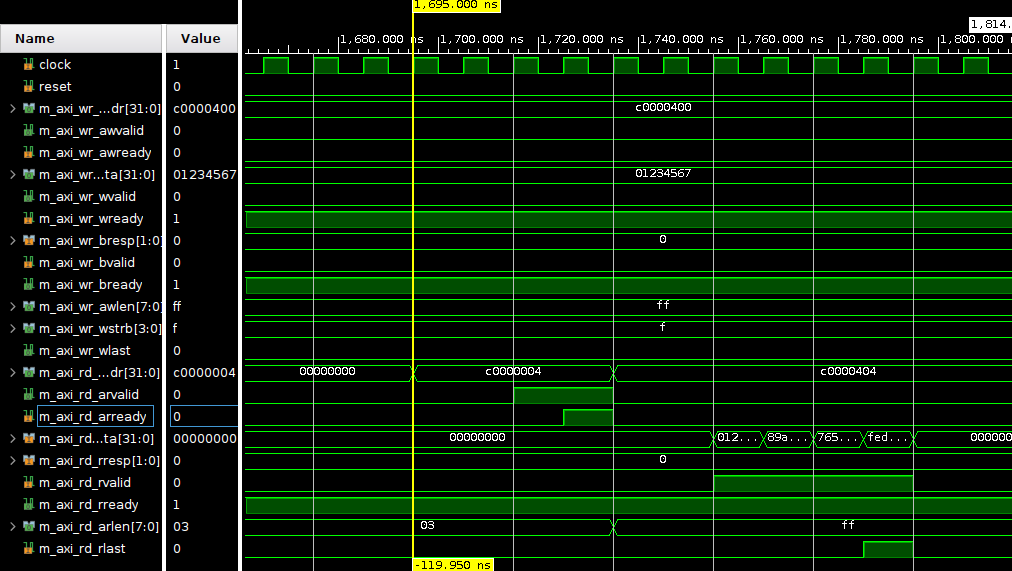 1,695.000 ns
1,814.
Name Value
1,680.000 ns 1,700.000 ns 1,720.000 ns 1,740.000 ns 1,760.000 ns 1,780.000 ns 1,800.000
clock 1
reset 0
m_axi_wr_...dr[31:0] c0000400 c0000400
m_axi_wr_awvalid 0
m_axi_wr_awready 0
m_axi_wr...ta[31:0] 01234567 01234567
m_axi_wr_wvalid 0
m_axi_wr_wready 1
m_axi_wr_bresp[1:0] 0 0
m_axi_wr_bvalid 0
m_axi_wr_bready 1
m_axi_wr_awlen[7:0] ff ff
m_axi_wr_wstrb[3:0] f f
m_axi_wr_wlast 0
m_axi_rd_...dr[31:0] c0000004 00000000 c0000004 c0000404
m_axi_rd_arvalid 0
m_axi_rd_arready 0
m_axi_rd...ta[31:0] 00000000 00000000 012... 89a... 765... fed... 000000
m_axi_rd_rresp[1:0] 0 0
m_axi_rd_rvalid 0
m_axi_rd_rready 1
m_axi_rd_arlen[7:0] 03 03 ff
m_axi_rd_rlast 0
-119.950 ns